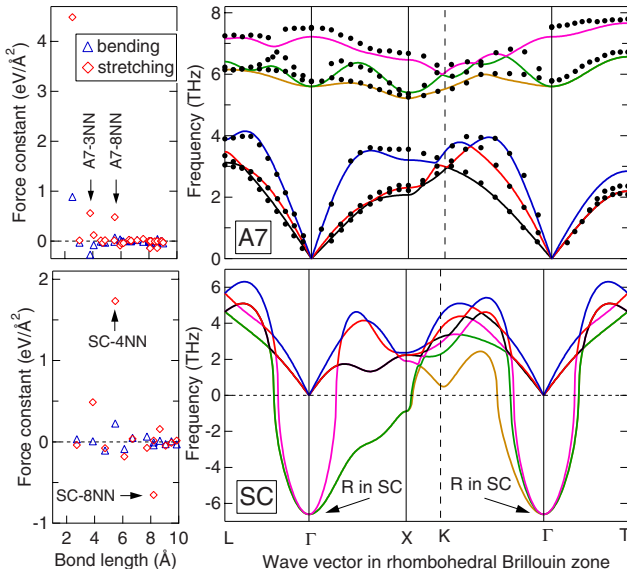 4
3
2
1
0
Force constant (eV/Å²)
bending
stretching
A7-3NN
A7-8NN
8
6
4
2
0
Frequency (THz)
A7
2
1
0
-1
Force constant (eV/Å²)
SC-4NN
SC-8NN
2 4 6 8 10
Bond length (Å)
6
4
2
0
-2
-4
-6
Frequency (THz)
SC
R in SC
R in SC
L Γ X K Γ T
Wave vector in rhombohedral Brillouin zone